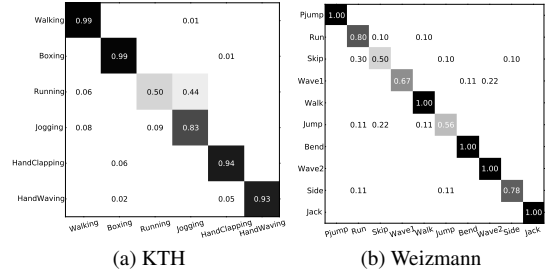 Walking 0.99 0.01
Boxing 0.99 0.01
Running 0.06 0.50 0.44
Jogging 0.08 0.09 0.83
HandClapping 0.06 0.94
HandWaving 0.02 0.05 0.93
Walking Boxing Running Jogging HandClapping HandWaving
(a) KTH
Pjump 1.00
Run 0.80 0.10 0.10
Skip 0.30 0.50 0.10 0.10
Wave1 0.67 0.11 0.22
Walk 1.00
Jump 0.11 0.22 0.11 0.56
Bend 1.00
Wave2 1.00
Side 0.11 0.11 0.78
Jack 1.00
Pjump Run Skip Wave1 Walk Jump Bend Wave2 Side Jack
(b) Weizmann